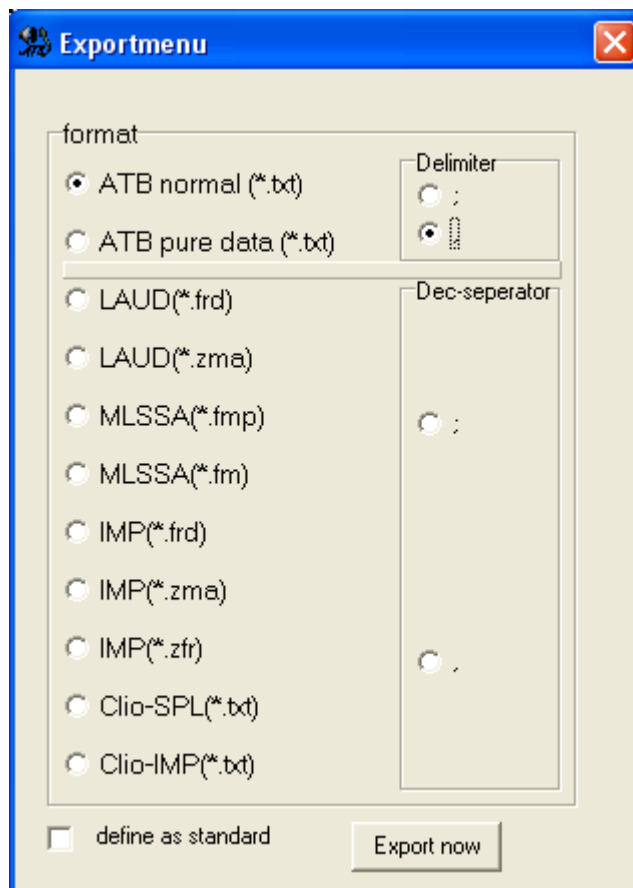 Exportmenu
format
ATB normal (*.txt)
ATB pure data (*.txt)
Delimiter
;
Dec-seperator
LAUD(*.frd)
LAUD(*.zma)
MLSSA(*.fmp)
MLSSA(*.fm)
IMP(*.frd)
IMP(*.zma)
IMP(*.zfr)
Clio-SPL(*.txt)
Clio-IMP(*.txt)
;
,
define as standard
Export now